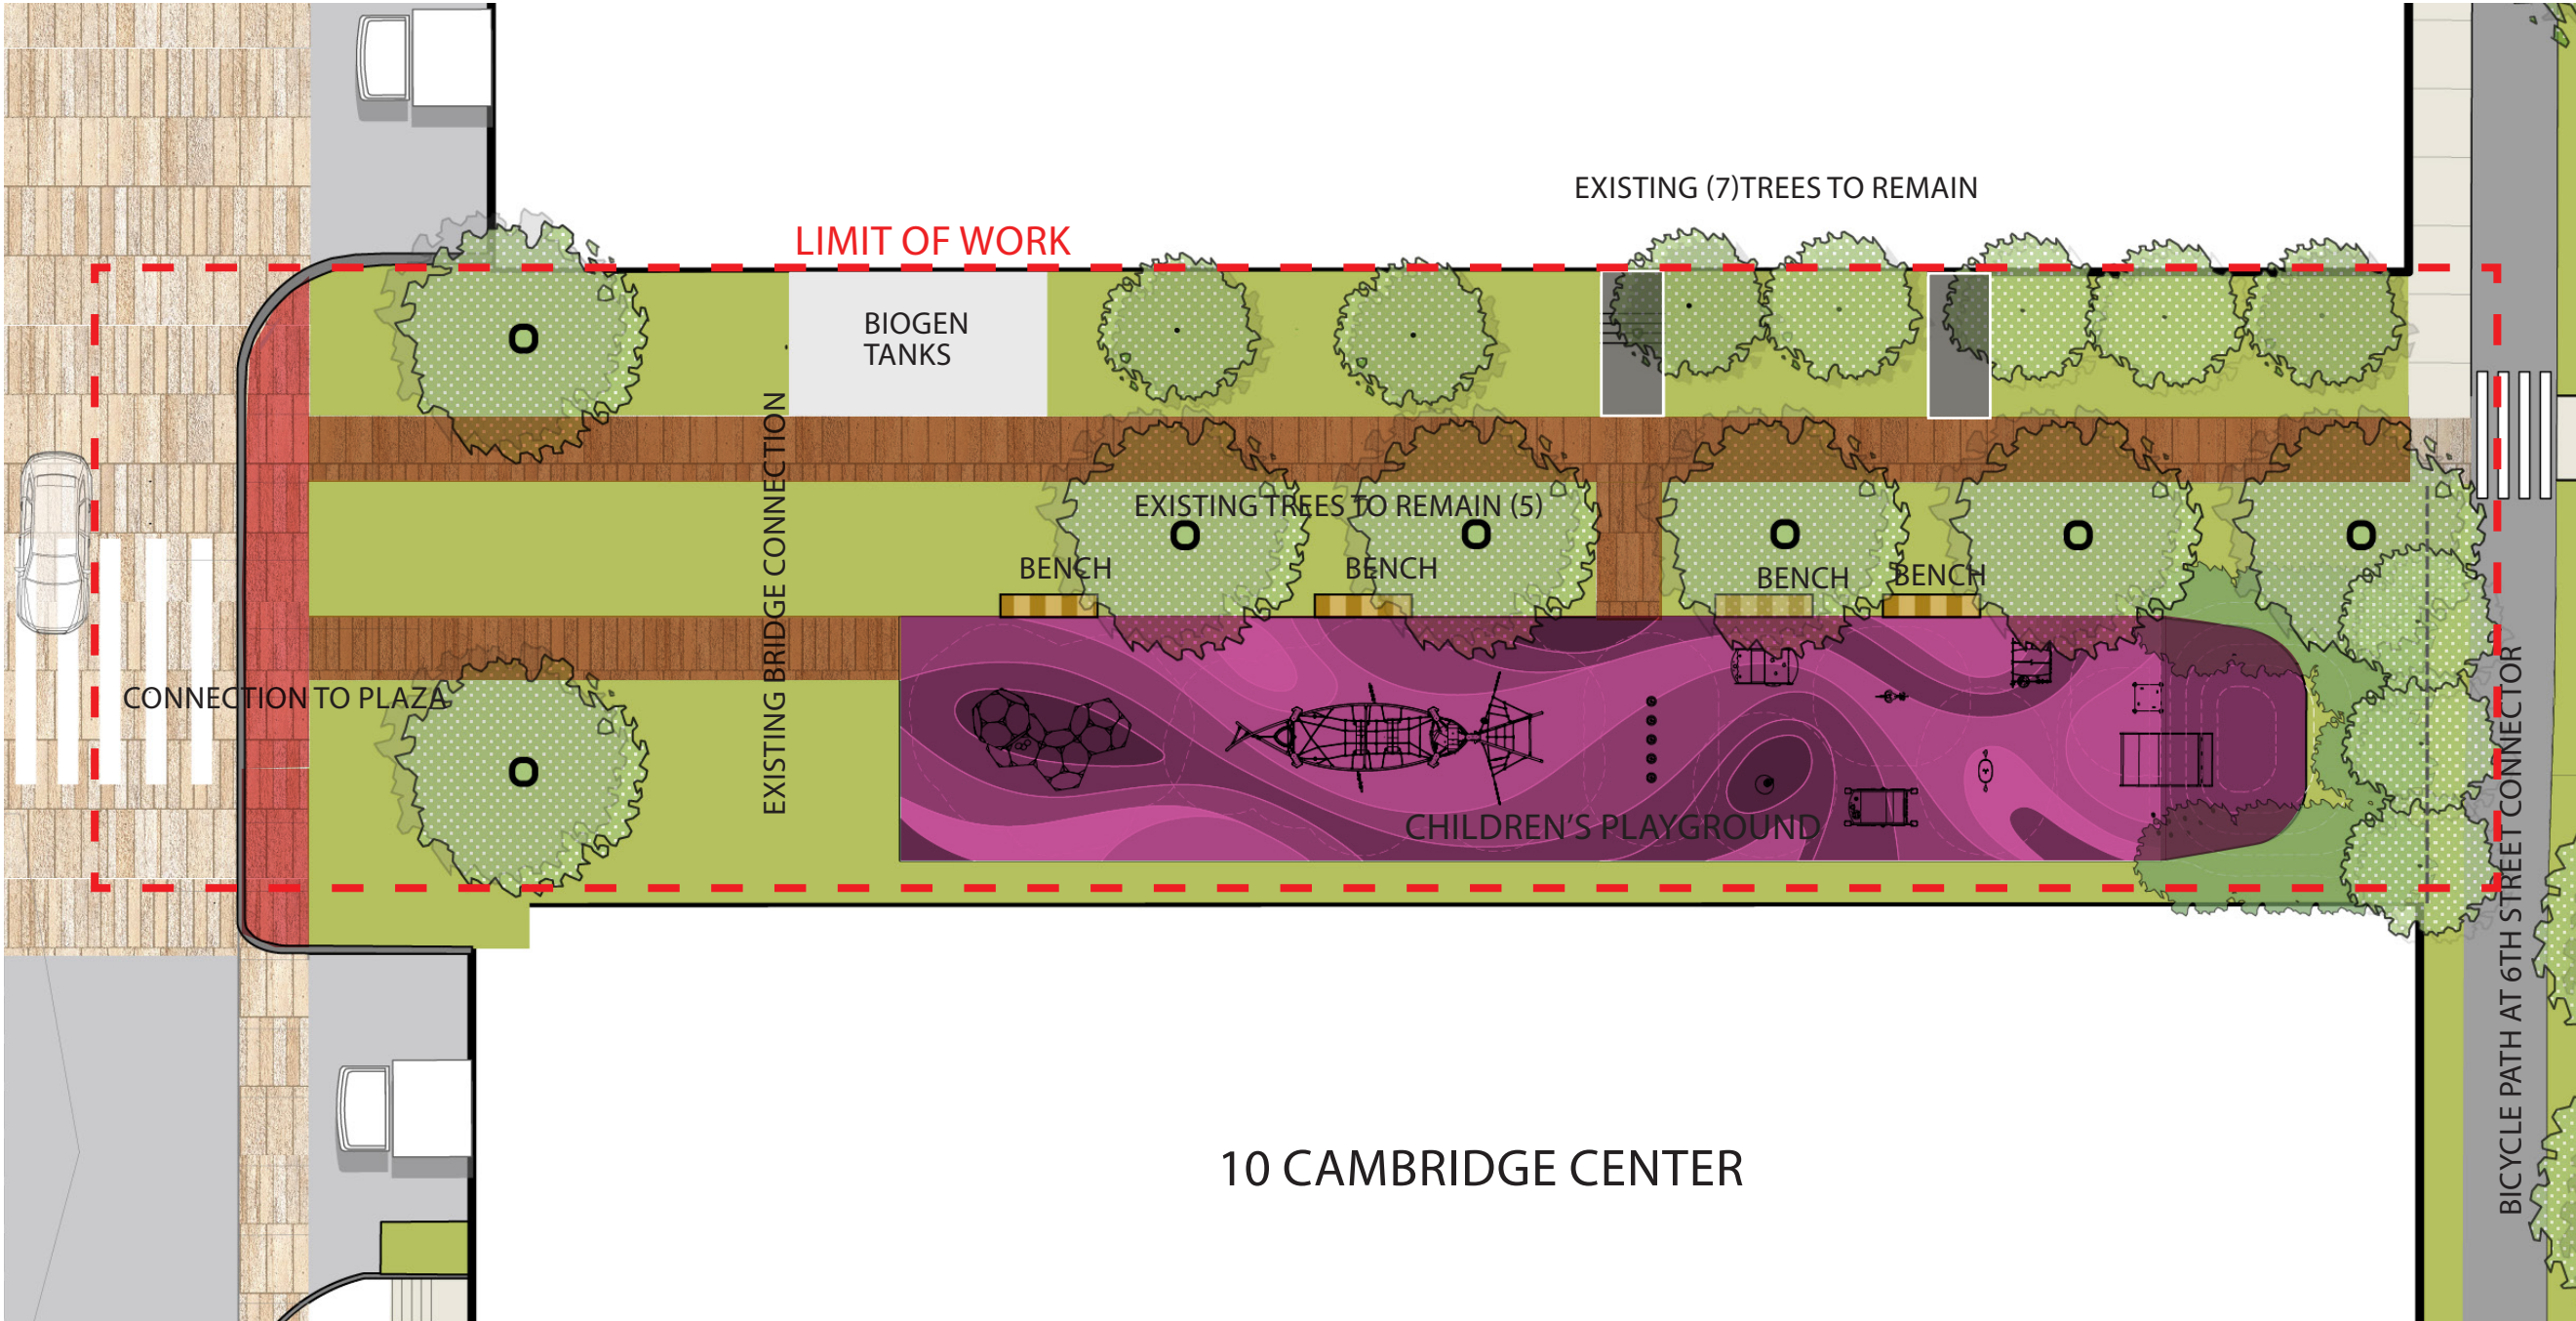 EXISTING (7)TREES TO REMAIN
LIMIT OF WORK
BIOGEN
TANKS
EXISTING BRIDGE CONNECTION
EXISTING TREES TO REMAIN (5)
BENCH
BENCH
BENCH
BENCH
CONNECTION TO PLAZA
CHILDREN'S PLAYGROUND
BICYCLE PATH AT 6TH STREET CONNECTOR
10 CAMBRIDGE CENTER